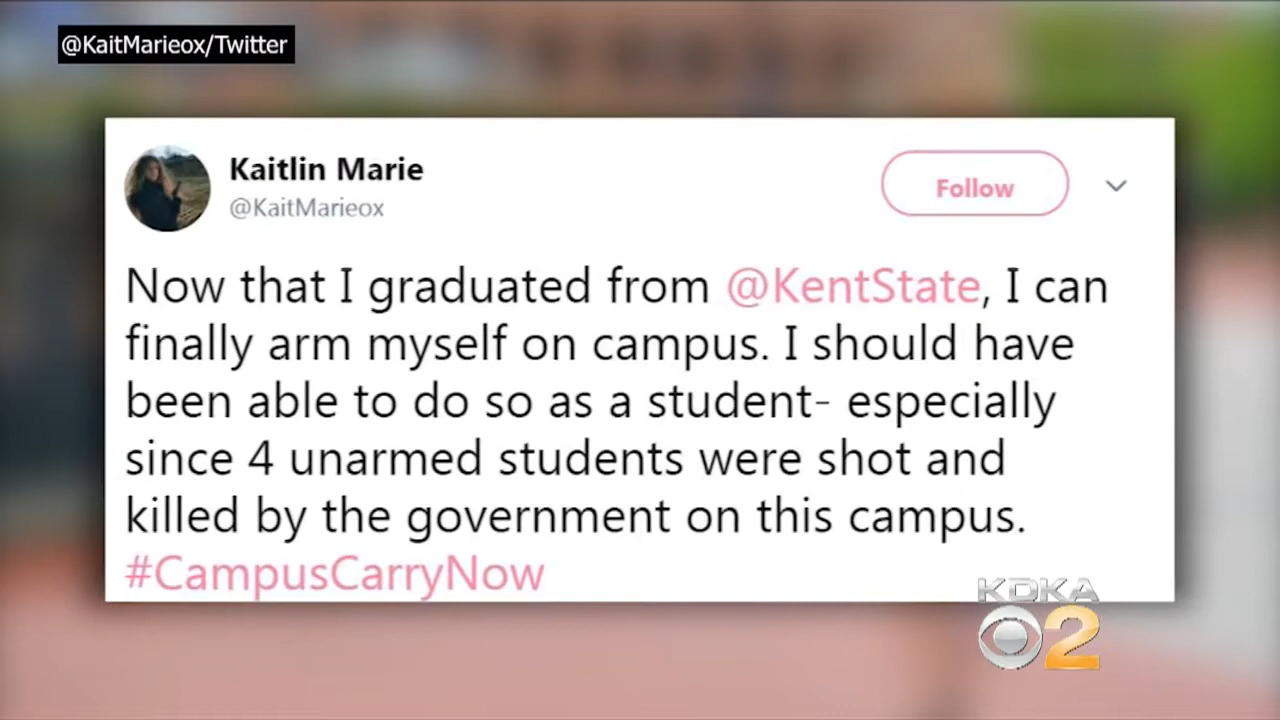 @KaitMarieox/Twitter
Kaitlin Marie
@KaitMarieox
Follow
Now that I graduated from @KentState, I can
finally arm myself on campus. I should have
been able to do so as a student- especially
since 4 unarmed students were shot and
killed by the government on this campus.
#CampusCarryNow
KDKA
2